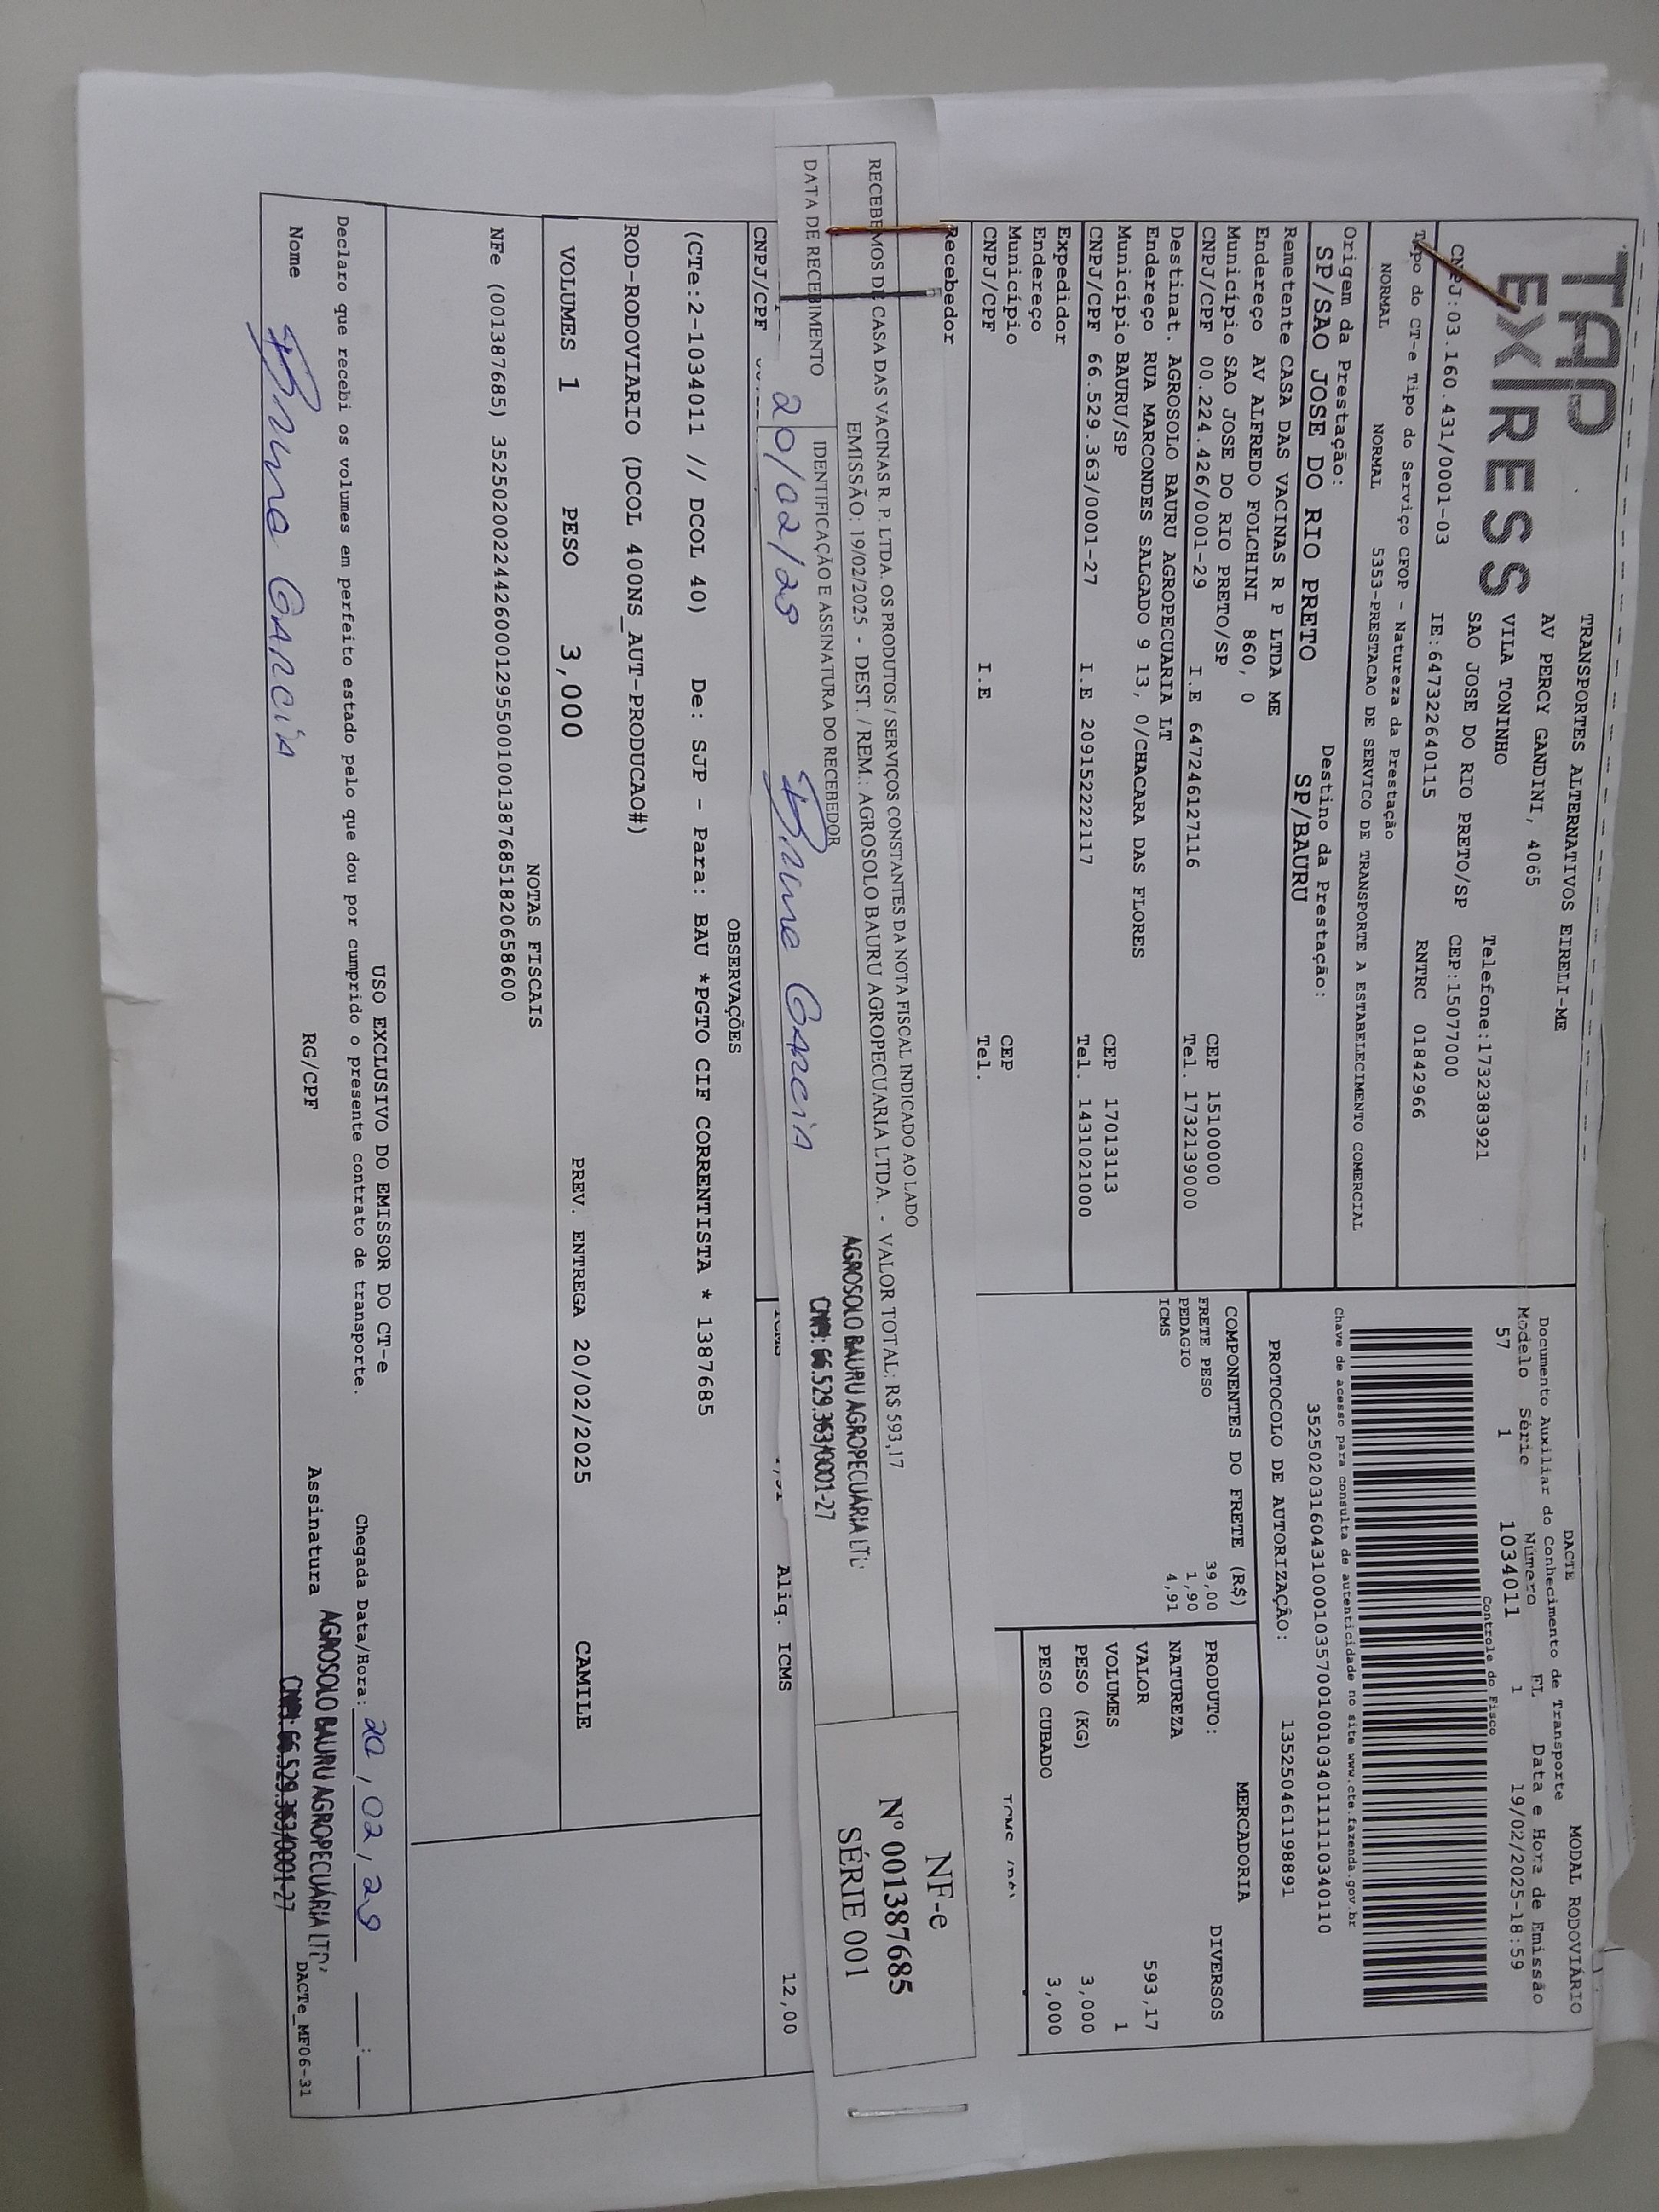 TAP
EXPRESS
TRANSPORTES ALTERNATIVOS EIRELI-ME
AV PERCY GANDINI, 4065
VILA TONINHO Telefone:1732383921
SAO JOSE DO RIO PRETO/SP CEP:15077000
CNPJ:03.160.431/0001-03 IE:647322640115 RNTRC 01842966
Tipo do CT-e Tipo do Serviço CFOP - Natureza da Prestação
NORMAL NORMAL 5353-PRESTACAO DE SERVICO DE TRANSPORTE A ESTABELECIMENTO COMERCIAL
Origem da Prestação: Destino da Prestação:
SP/SAO JOSE DO RIO PRETO SP/BAURU
Remetente CASA DAS VACINAS R P LTDA ME
Endereço AV ALFREDO FOLCHINI 860, 0
Município SAO JOSE DO RIO PRETO/SP CEP 15100000
CNPJ/CPF 00.224.426/0001-29 I.E 647246127116 Tel. 1732139000
Destinat. AGROSOLO BAURU AGROPECUARIA LT
Endereço RUA MARCONDES SALGADO 9 13, 0/CHACARA DAS FLORES
Município BAURU/SP CEP 17013113
CNPJ/CPF 66.529.363/0001-27 I.E 209152222117 Tel. 1431021000
Expedidor
Endereço
Município CEP
CNPJ/CPF I.E Tel.
Recebedor
DACTE MODAL RODOVIÁRIO
Documento Auxiliar do Conhecimento de Transporte
Modelo Série Número FL Data e Hora de Emissão
57 1 1034011 1 19/02/2025-18:59
Controle do Fisco
Chave de acesso para consulta de autenticidade no site www.cte.fazenda.gov.br
35250203160431000103570010010340111110340110
PROTOCOLO DE AUTORIZAÇÃO: 135250461198891
COMPONENTES DO FRETE (R$)
FRETE PESO 39,00
PEDAGIO 1,90
ICMS 4,91
MERCADORIA
PRODUTO: DIVERSOS
NATUREZA
VALOR 593,17
VOLUMES 1
PESO (KG) 3,000
PESO CUBADO 3,000
RECEBEMOS DE CASA DAS VACINAS R. P. LTDA. OS PRODUTOS / SERVIÇOS CONSTANTES DA NOTA FISCAL INDICADO AO LADO
EMISSÃO: 19/02/2025 - DEST. / REM.: AGROSOLO BAURU AGROPECUARIA LTDA. - VALOR TOTAL: R$ 593,17
DATA DE RECEBIMENTO IDENTIFICAÇÃO E ASSINATURA DO RECEBEDOR
20/02/25 Garcia
AGROSOLO BAURU AGROPECUÁRIA LTD
CNPJ: 66.529.363/0001-27
NF-e
Nº 001387685
SÉRIE 001
CNPJ/CPF
Aliq. ICMS 12,00
OBSERVAÇÕES
(CTe:2-1034011 // DCOL 40) De: SJP - Para: BAU *PGTO CIF CORRENTISTA * 1387685
ROD-RODOVIARIO (DCOL 400NS_AUT-PRODUCAO#)
VOLUMES 1 PESO 3,000 PREV. ENTREGA 20/02/2025 CAMILE
NOTAS FISCAIS
NFe (001387685) 35250200224426000129550010013876851820658600
USO EXCLUSIVO DO EMISSOR DO CT-e
Declaro que recebi os volumes em perfeito estado pelo que dou por cumprido o presente contrato de transporte. Chegada Data/Hora: 20/02/25 __:__
Nome Garcia RG/CPF Assinatura
AGROSOLO BAURU AGROPECUÁRIA LTD
CNPJ: 66.529.363/0001-27
DACTe_MF06-31